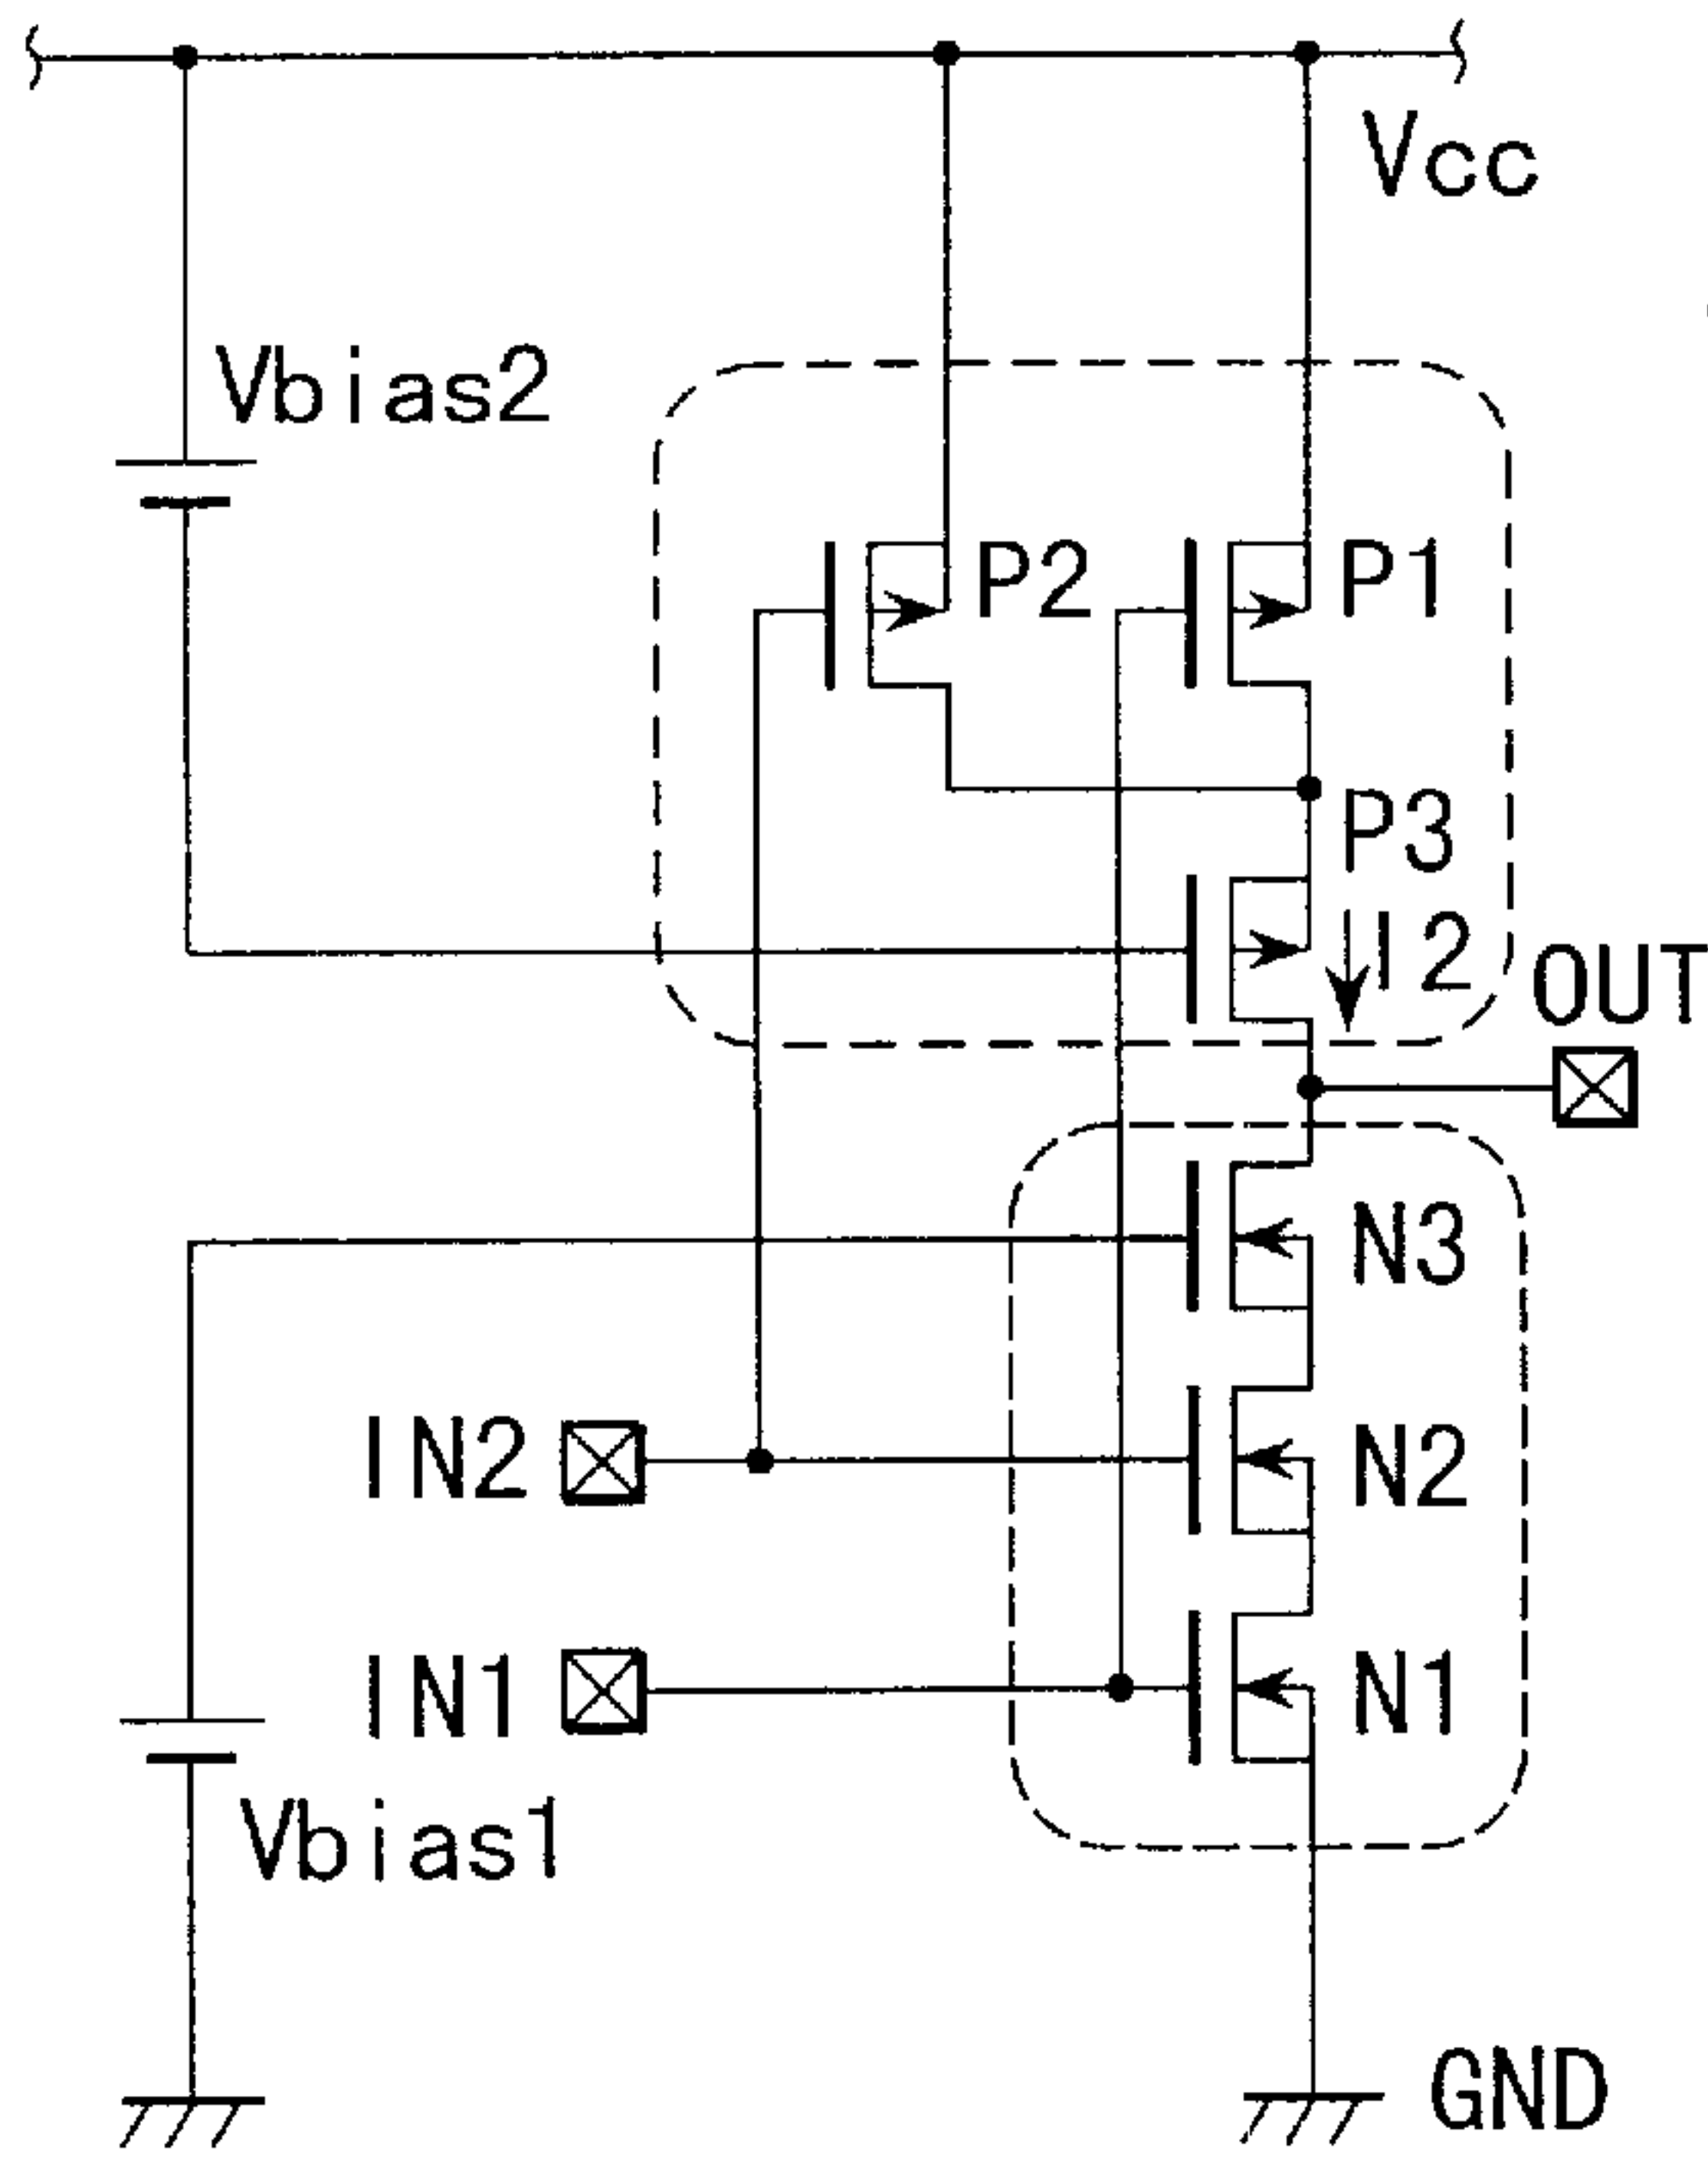 Vcc
Vbias2
P2
P1
P3
I2
OUT
N3
IN2
N2
IN1
N1
Vbias1
GND